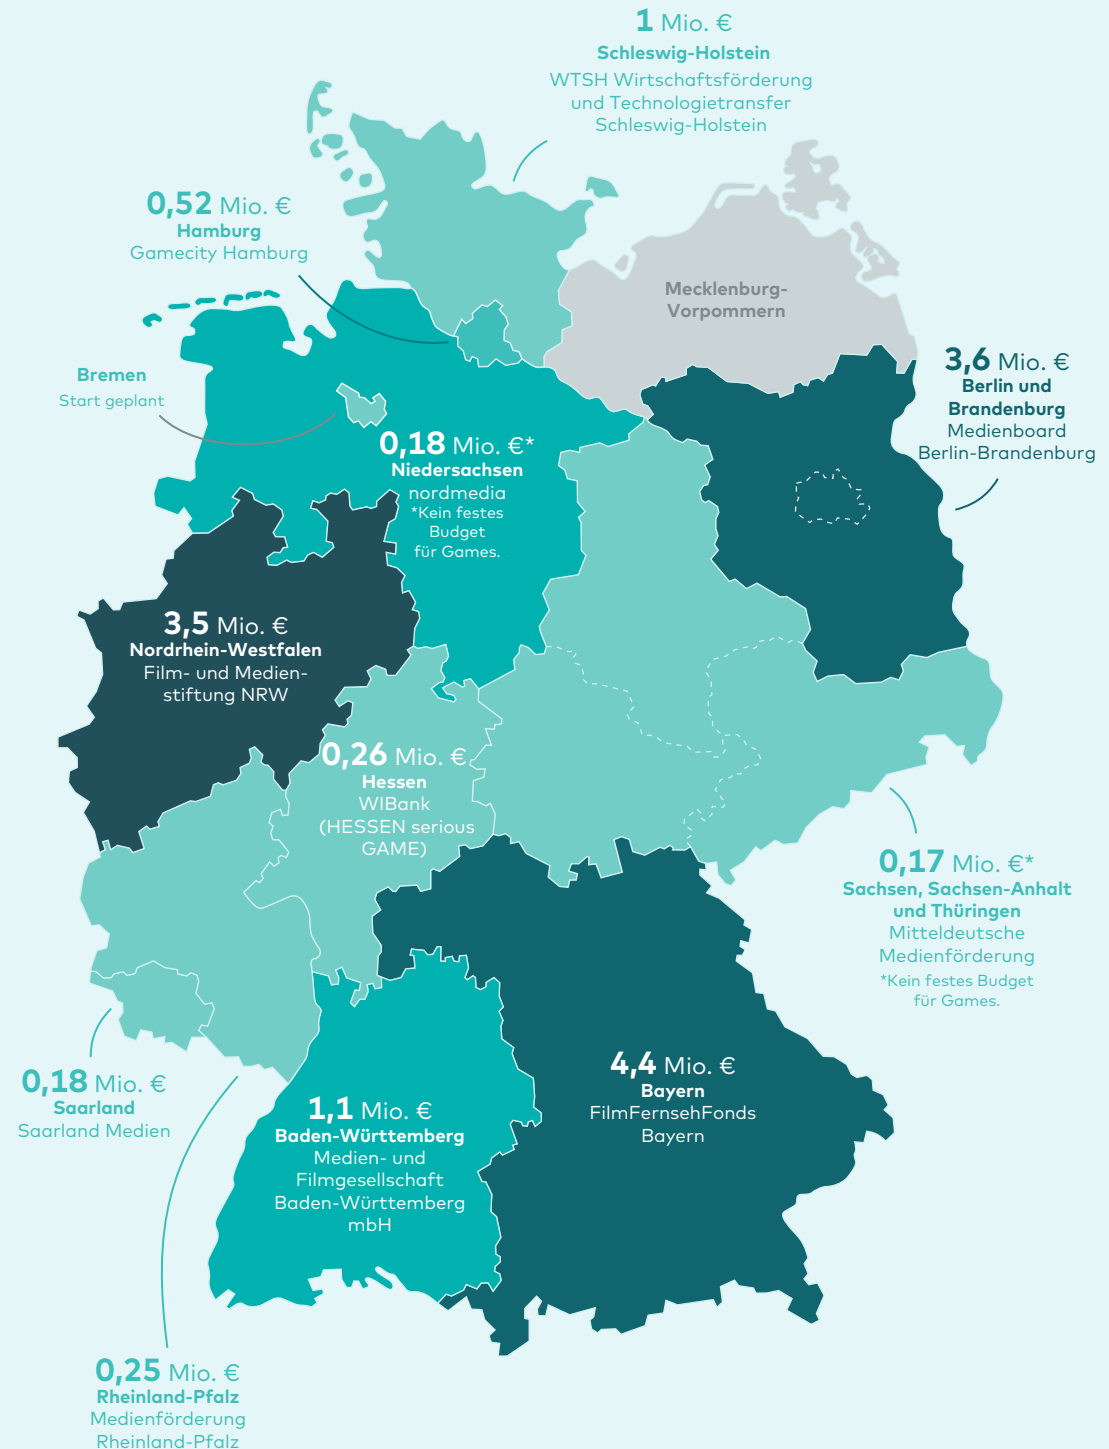 1 Mio. €
Schleswig-Holstein
WTSH Wirtschaftsförderung
und Technologietransfer
Schleswig-Holstein
0,52 Mio. €
Hamburg
Gamecity Hamburg
Mecklenburg-
Vorpommern
3,6 Mio. €
Berlin und
Brandenburg
Medienboard
Berlin-Brandenburg
Bremen
Start geplant
0,18 Mio. €*
Niedersachsen
nordmedia
*Kein festes
Budget
für Games.
3,5 Mio. €
Nordrhein-Westfalen
Film- und Medien-
stiftung NRW
0,26 Mio. €
Hessen
WIBank
(HESSEN serious
GAME)
0,17 Mio. €*
Sachsen, Sachsen-Anhalt
und Thüringen
Mitteldeutsche
Medienförderung
*Kein festes Budget
für Games.
0,18 Mio. €
Saarland
Saarland Medien
4,4 Mio. €
Bayern
FilmFernsehFonds
Bayern
1,1 Mio. €
Baden-Württemberg
Medien- und
Filmgesellschaft
Baden-Württemberg
mbH
0,25 Mio. €
Rheinland-Pfalz
Medienförderung
Rheinland-Pfalz